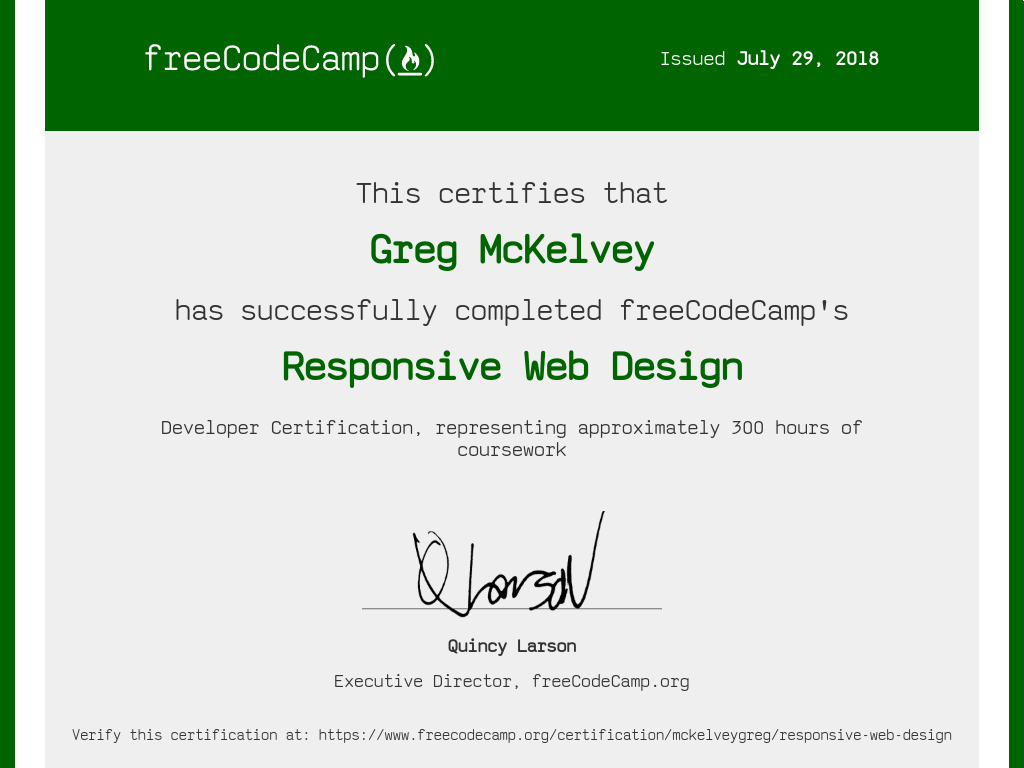 freeCodeCamp(🔥)
Issued July 29, 2018
This certifies that
Greg McKelvey
has successfully completed freeCodeCamp's
Responsive Web Design
Developer Certification, representing approximately 300 hours of
coursework
Q Larson
Quincy Larson
Executive Director, freeCodeCamp.org
Verify this certification at: https://www.freecodecamp.org/certification/mckelveygreg/responsive-web-design